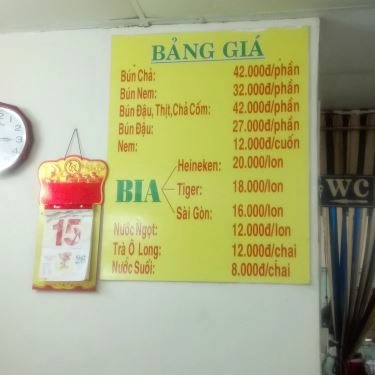 BẢNG GIÁ
Bún Chả: 42.000đ/phần
Bún Nem: 32.000đ/phần
Bún Đậu, Thịt, Chả Cốm: 42.000đ/phần
Bún Đậu: 27.000đ/phần
Nem: 12.000đ/cuốn
BIA
Heineken: 20.000/lon
Tiger: 18.000/lon
Sài Gòn: 16.000/lon
Nước Ngọt: 12.000đ/lon
Trà Ô Long: 12.000đ/chai
Nước Suối: 8.000đ/chai
WC
15